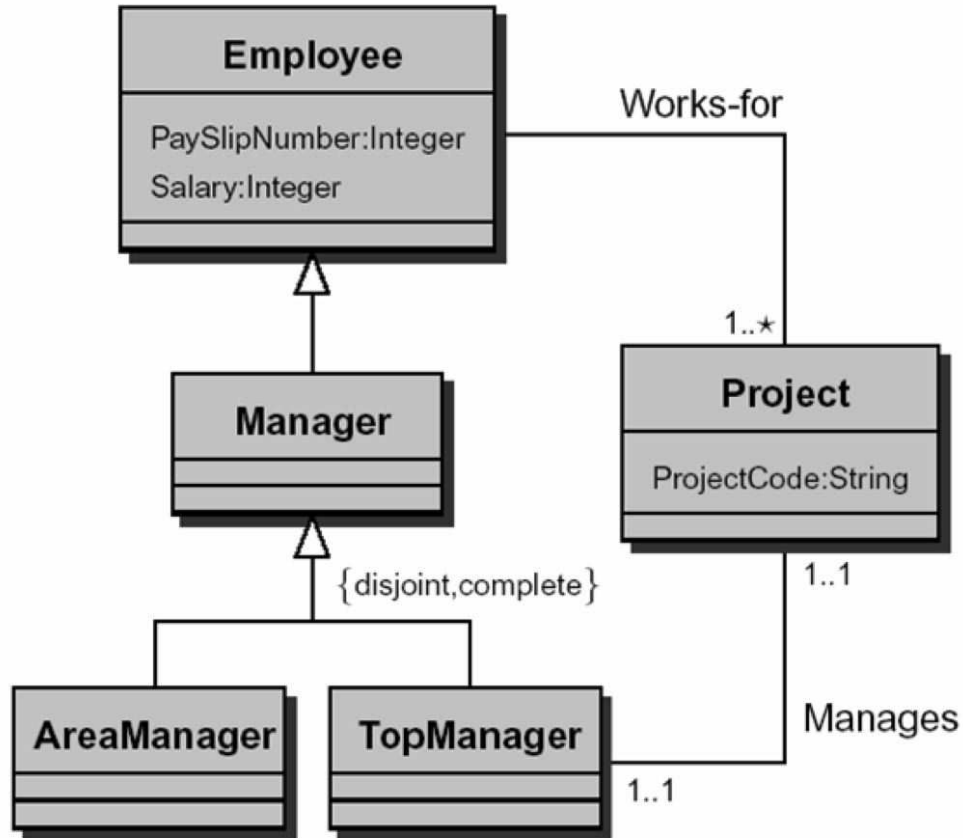 Employee
PaySlipNumber:Integer
Salary:Integer
Works-for
1..⋆
Manager
Project
ProjectCode:String
{disjoint,complete}
1..1
AreaManager
TopManager
Manages
1..1